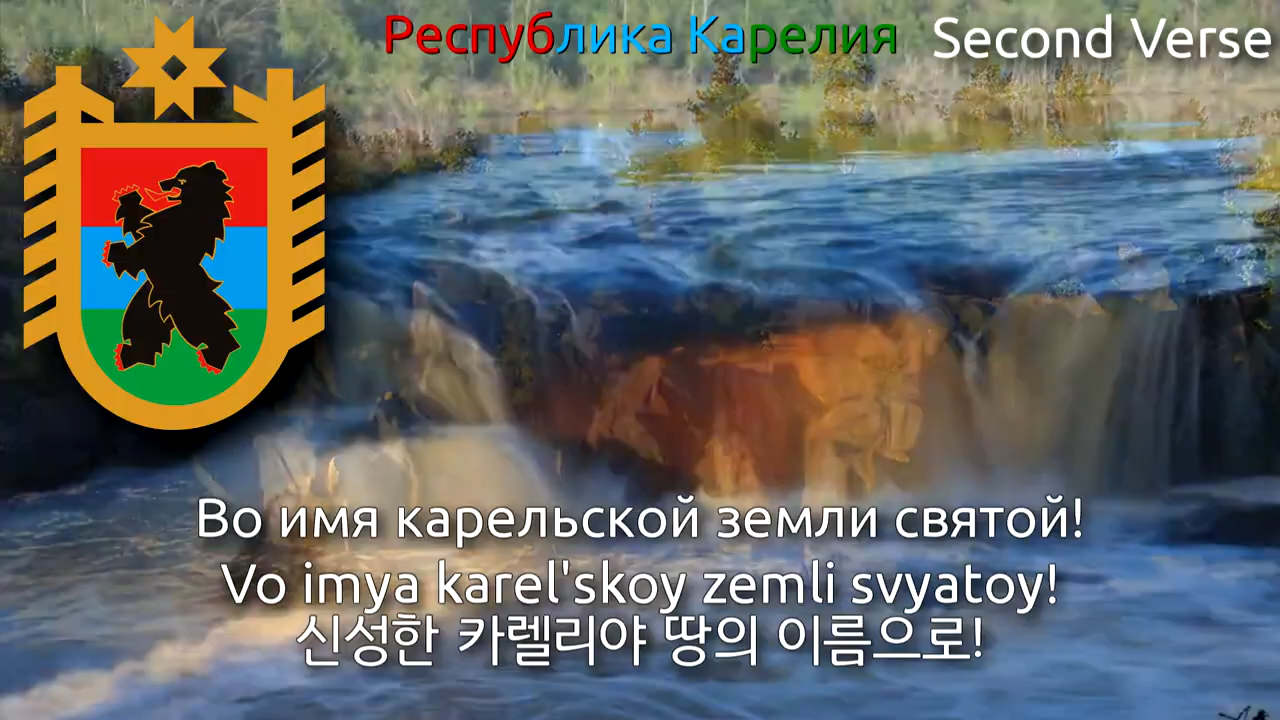 Республика Карелия
Second Verse
Во имя карельской земли святой!
Vo imya karel'skoy zemli svyatoy!
신성한 카렐리야 땅의 이름으로!